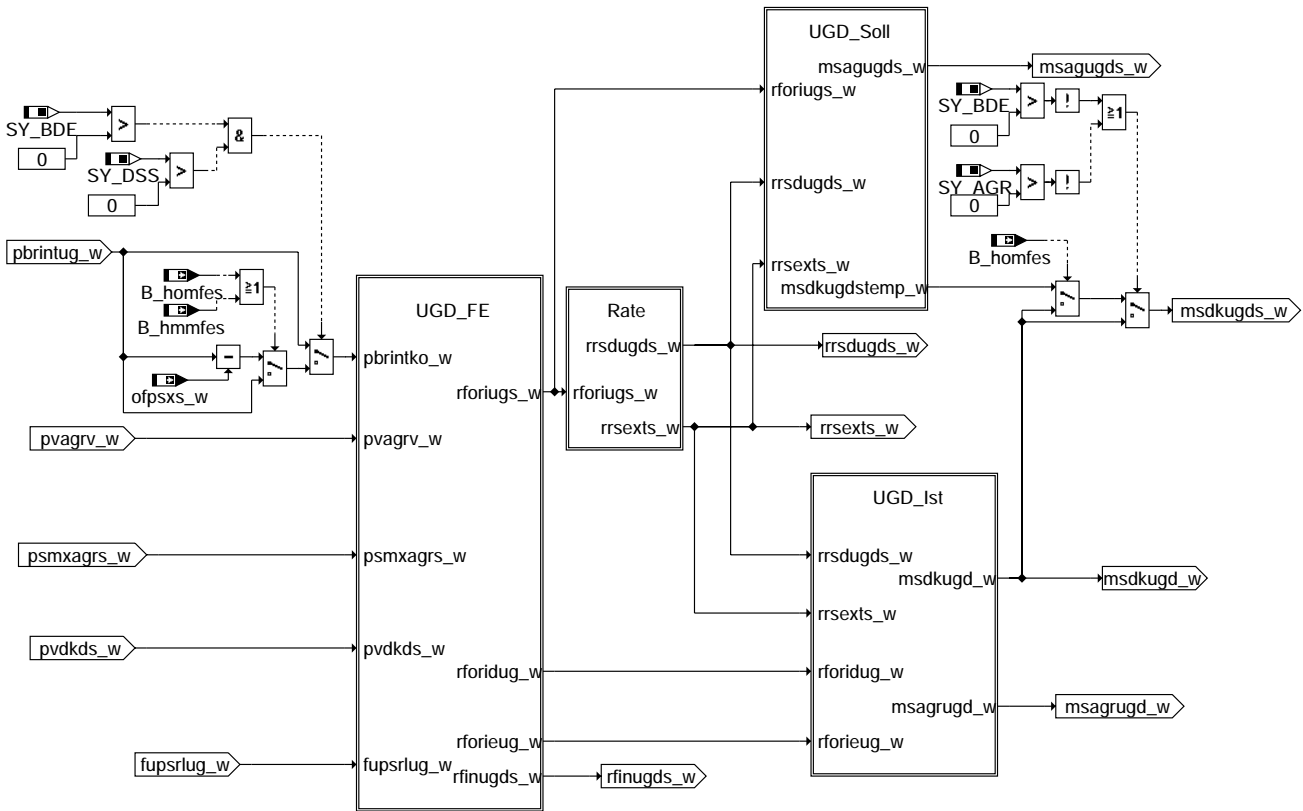 UGD_Soll
msagugds_w
msagugds_w
rforiugs_w
SY_BDE
>
!
≥1
0
SY_BDE
>
&
0
SY_DSS
>
0
rrsdugds_w
SY_AGR
>
!
0
pbrintug_w
B_homfes
≥1
B_hmmfes
rrsexts_w
msdkugdstemp_w
B_homfes
msdkugds_w
UGD_FE
Rate
pbrintko_w
rrsdugds_w
rrsdugds_w
−
ofpsxs_w
rforiugs_w
rforiugs_w
rrsexts_w
rrsexts_w
pvagrv_w
pvagrv_w
UGD_Ist
psmxagrs_w
psmxagrs_w
rrsdugds_w
msdkugd_w
msdkugd_w
rrsexts_w
pvdkds_w
pvdkds_w
rforidug_w
rforidug_w
msagrugd_w
msagrugd_w
rforieug_w
rforieug_w
fupsrlug_w
fupsrlug_w
rfinugds_w
rfinugds_w